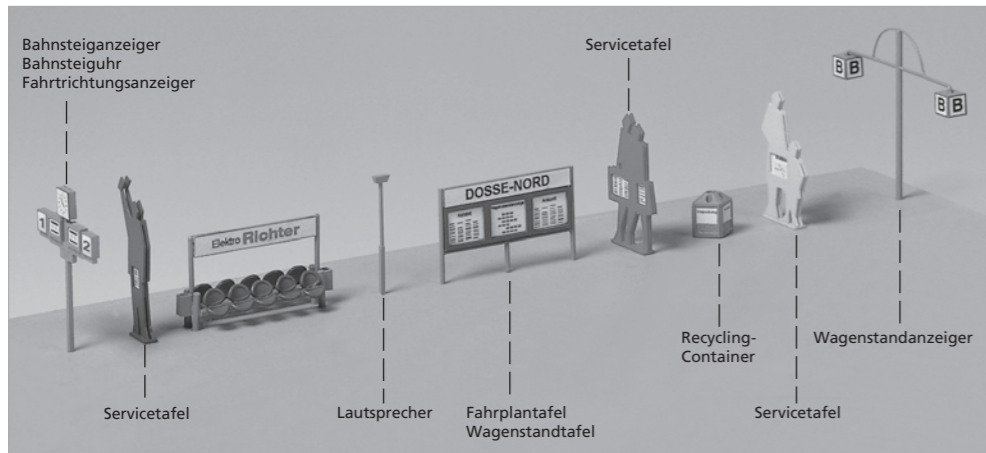 Bahnsteiganzeiger
Bahnsteiguhr
Fahrtrichtungsanzeiger
Servicetafel
B B
B B
DOSSE-NORD
Elektro Richter
1
2
Recycling-
Container
Wagenstandanzeiger
Servicetafel
Lautsprecher
Fahrplantafel
Wagenstandtafel
Servicetafel